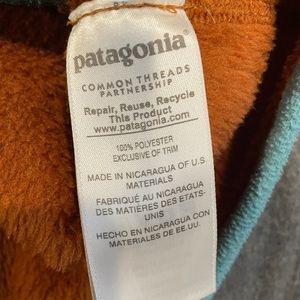 patagonia®
COMMON THREADS
PARTNERSHIP
Repair, Reuse, Recycle
This Product
www.patagonia.com
100% POLYESTER
EXCLUSIVE OF TRIM
MADE IN NICARAGUA OF U.S.
MATERIALS
FABRIQUÉ AU NICARAGUA
DES MATIÈRES DES ETATS-
UNIS
HECHO EN NICARAGUA CON
MATERIALES DE EE.UU.